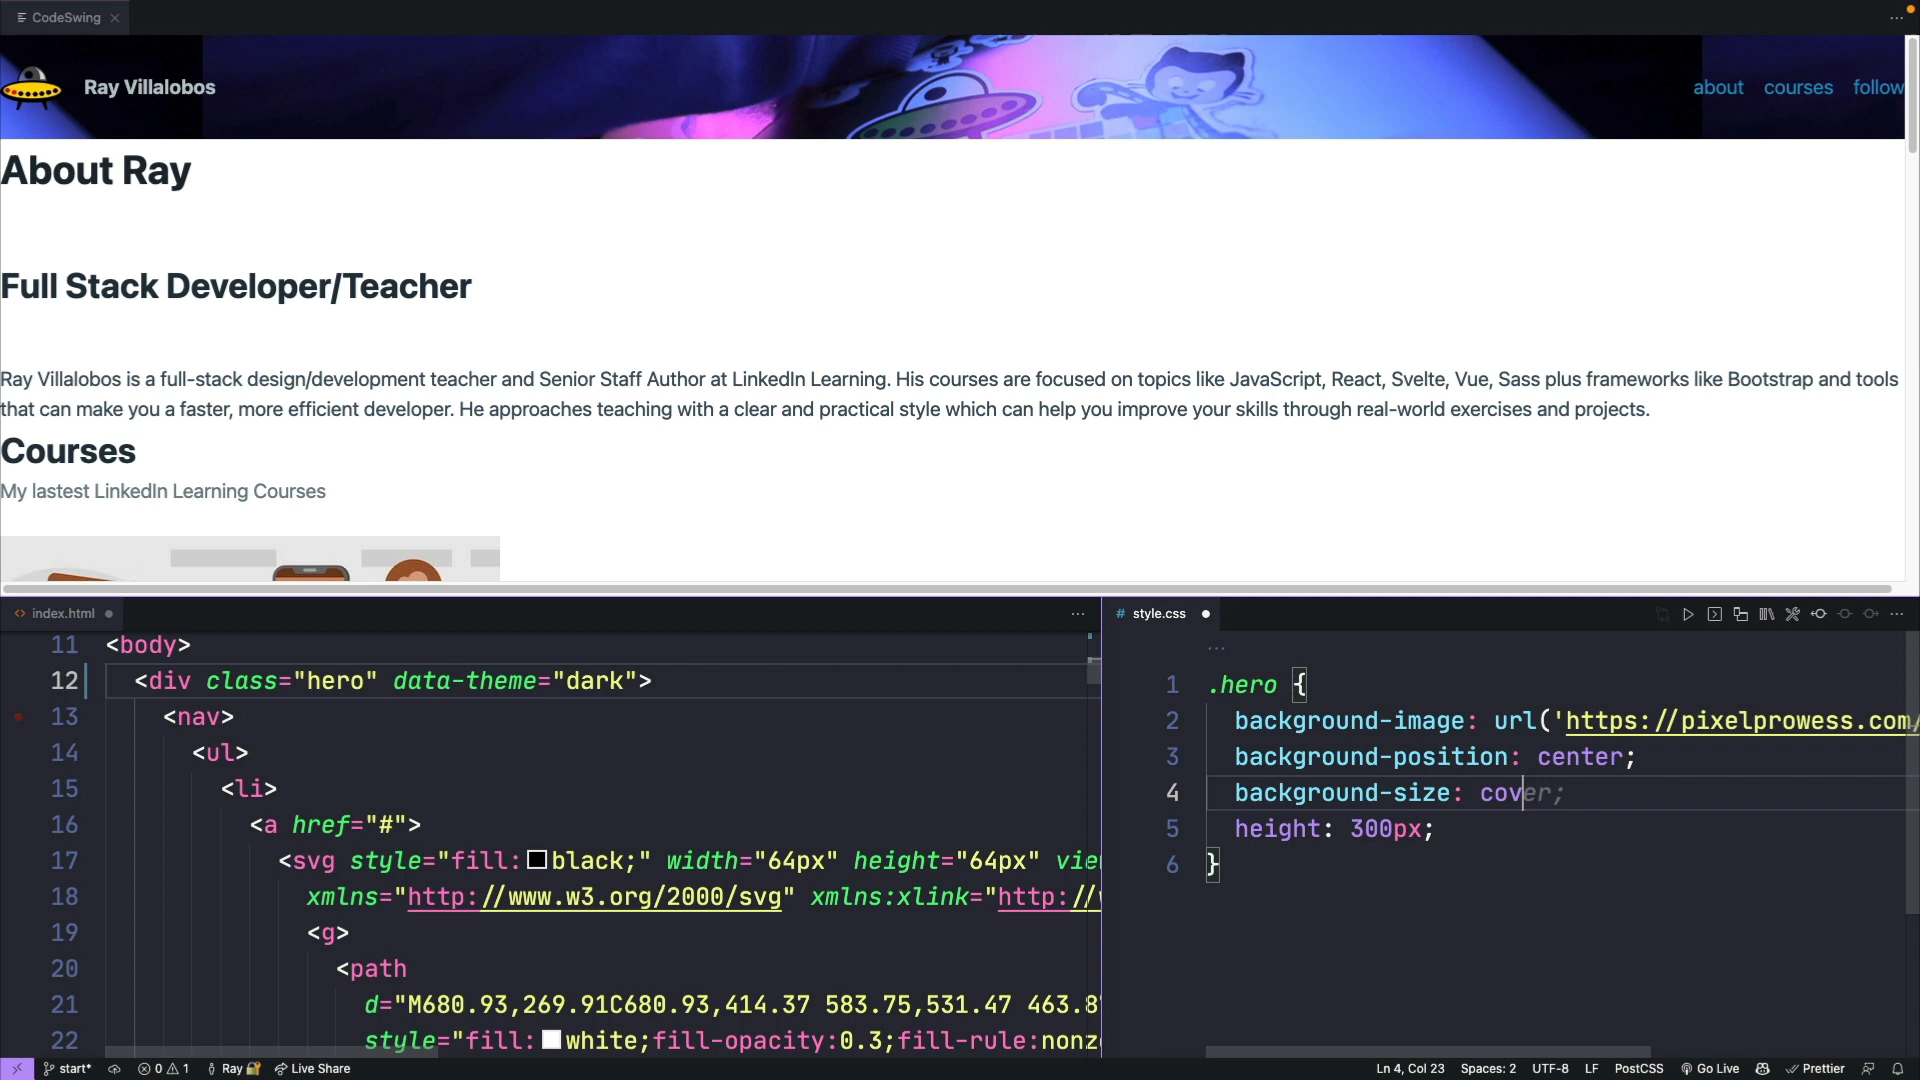 CodeSwing
Ray Villalobos
about courses follow
About Ray
Full Stack Developer/Teacher
Ray Villalobos is a full-stack design/development teacher and Senior Staff Author at LinkedIn Learning. His courses are focused on topics like JavaScript, React, Svelte, Vue, Sass plus frameworks like Bootstrap and tools
that can make you a faster, more efficient developer. He approaches teaching with a clear and practical style which can help you improve your skills through real-world exercises and projects.
Courses
My lastest LinkedIn Learning Courses
index.html
11 <body>
12 <div class="hero" data-theme="dark">
13 <nav>
14 <ul>
15 <li>
16 <a href="#">
17 <svg style="fill:black;" width="64px" height="64px" vie
18 xmlns="http://www.w3.org/2000/svg" xmlns:xlink="http://
19 <g>
20 <path
21 d="M680.93,269.91C680.93,414.37 583.75,531.47 463.8
22 style="fill:white;fill-opacity:0.3;fill-rule:nonz
# style.css
...
1 .hero {
2 background-image: url('https://pixelprowess.com/
3 background-position: center;
4 background-size: cover;
5 height: 300px;
6 }
start* 0 1 Ray Live Share
Ln 4, Col 23 Spaces: 2 UTF-8 LF PostCSS Go Live Prettier